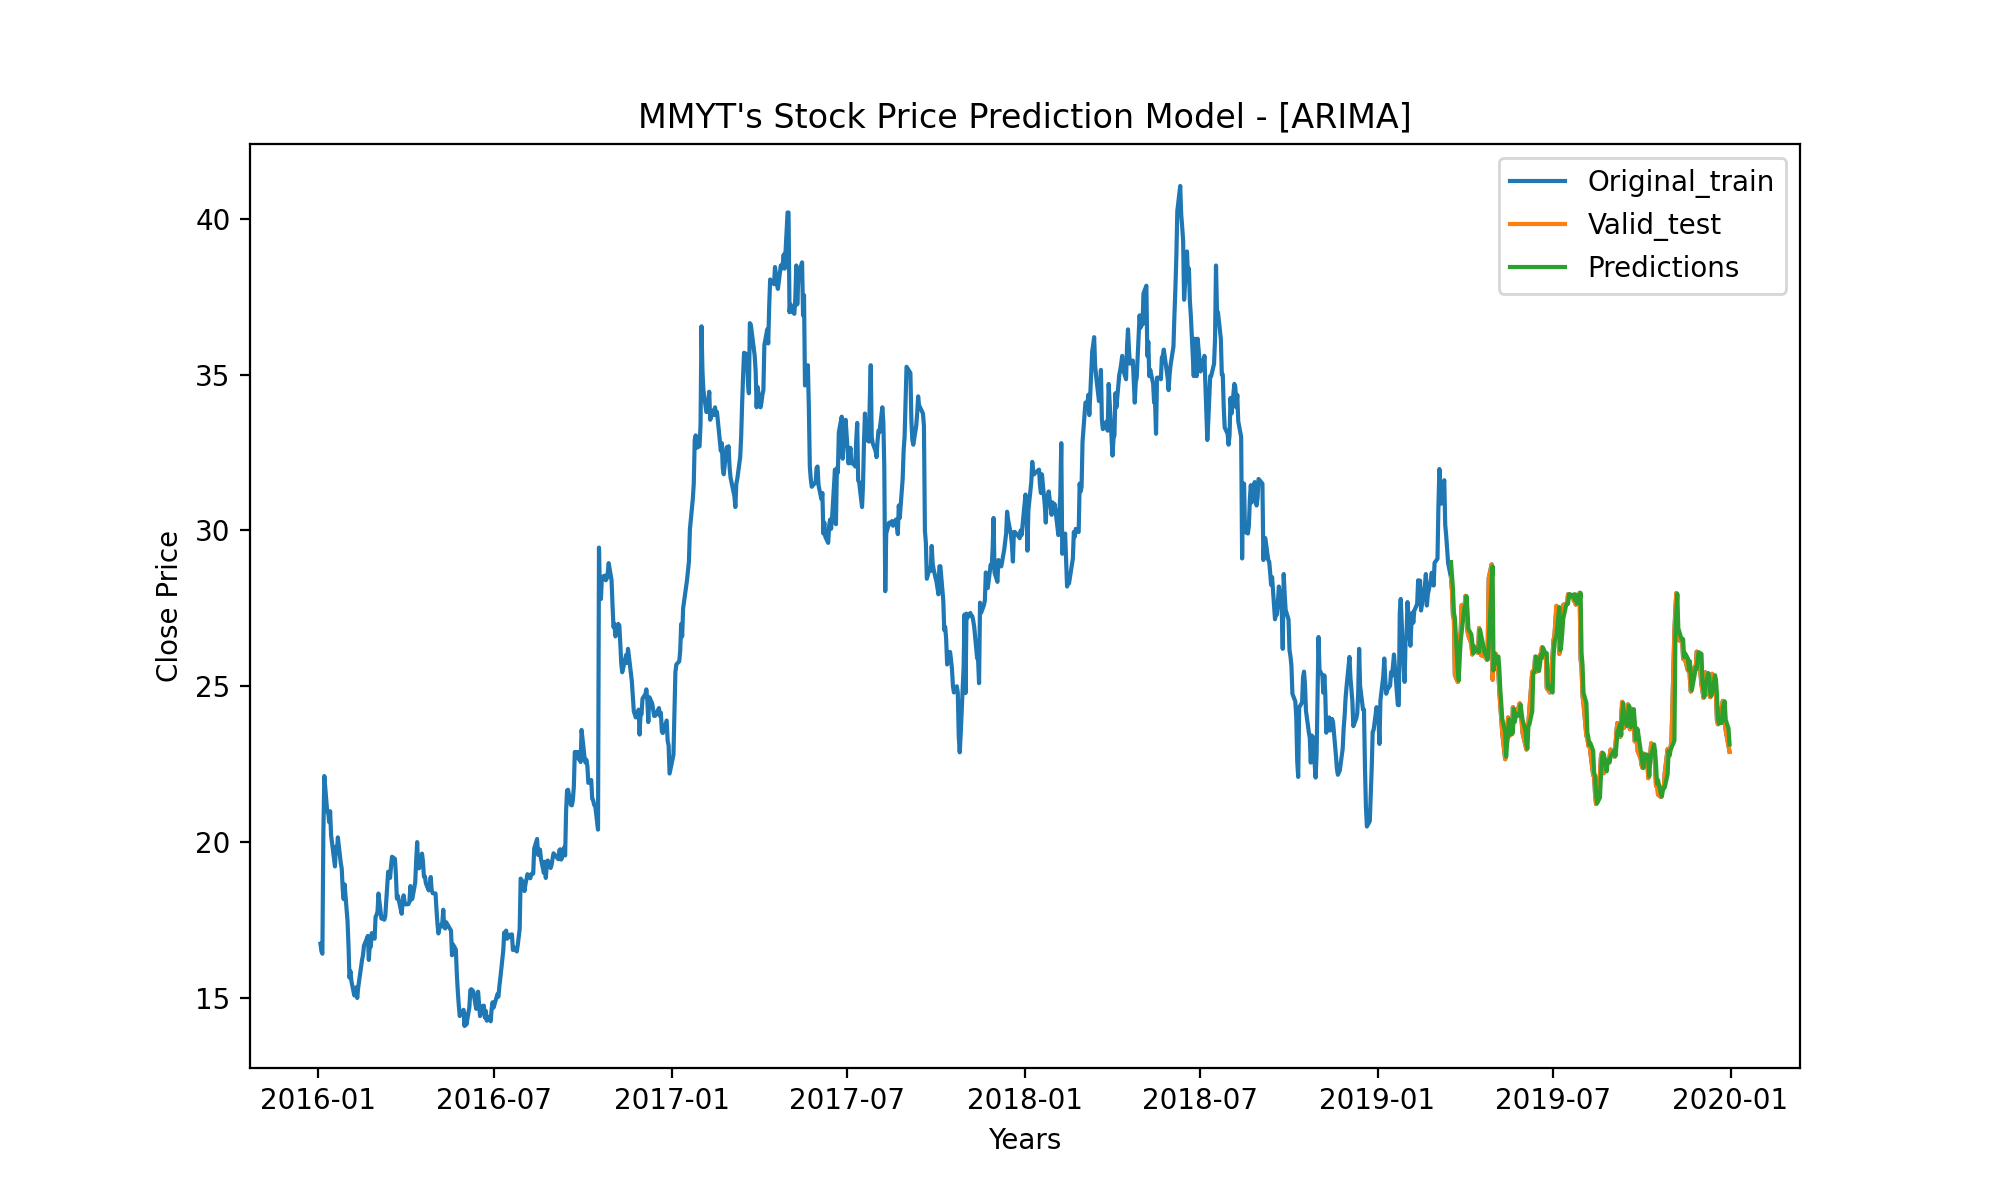 MMYT's Stock Price Prediction Model - [ARIMA]
Original_train
Valid_test
Predictions
Close Price
40
35
30
25
20
15
2016-01 2016-07 2017-01 2017-07 2018-01 2018-07 2019-01 2019-07 2020-01
Years